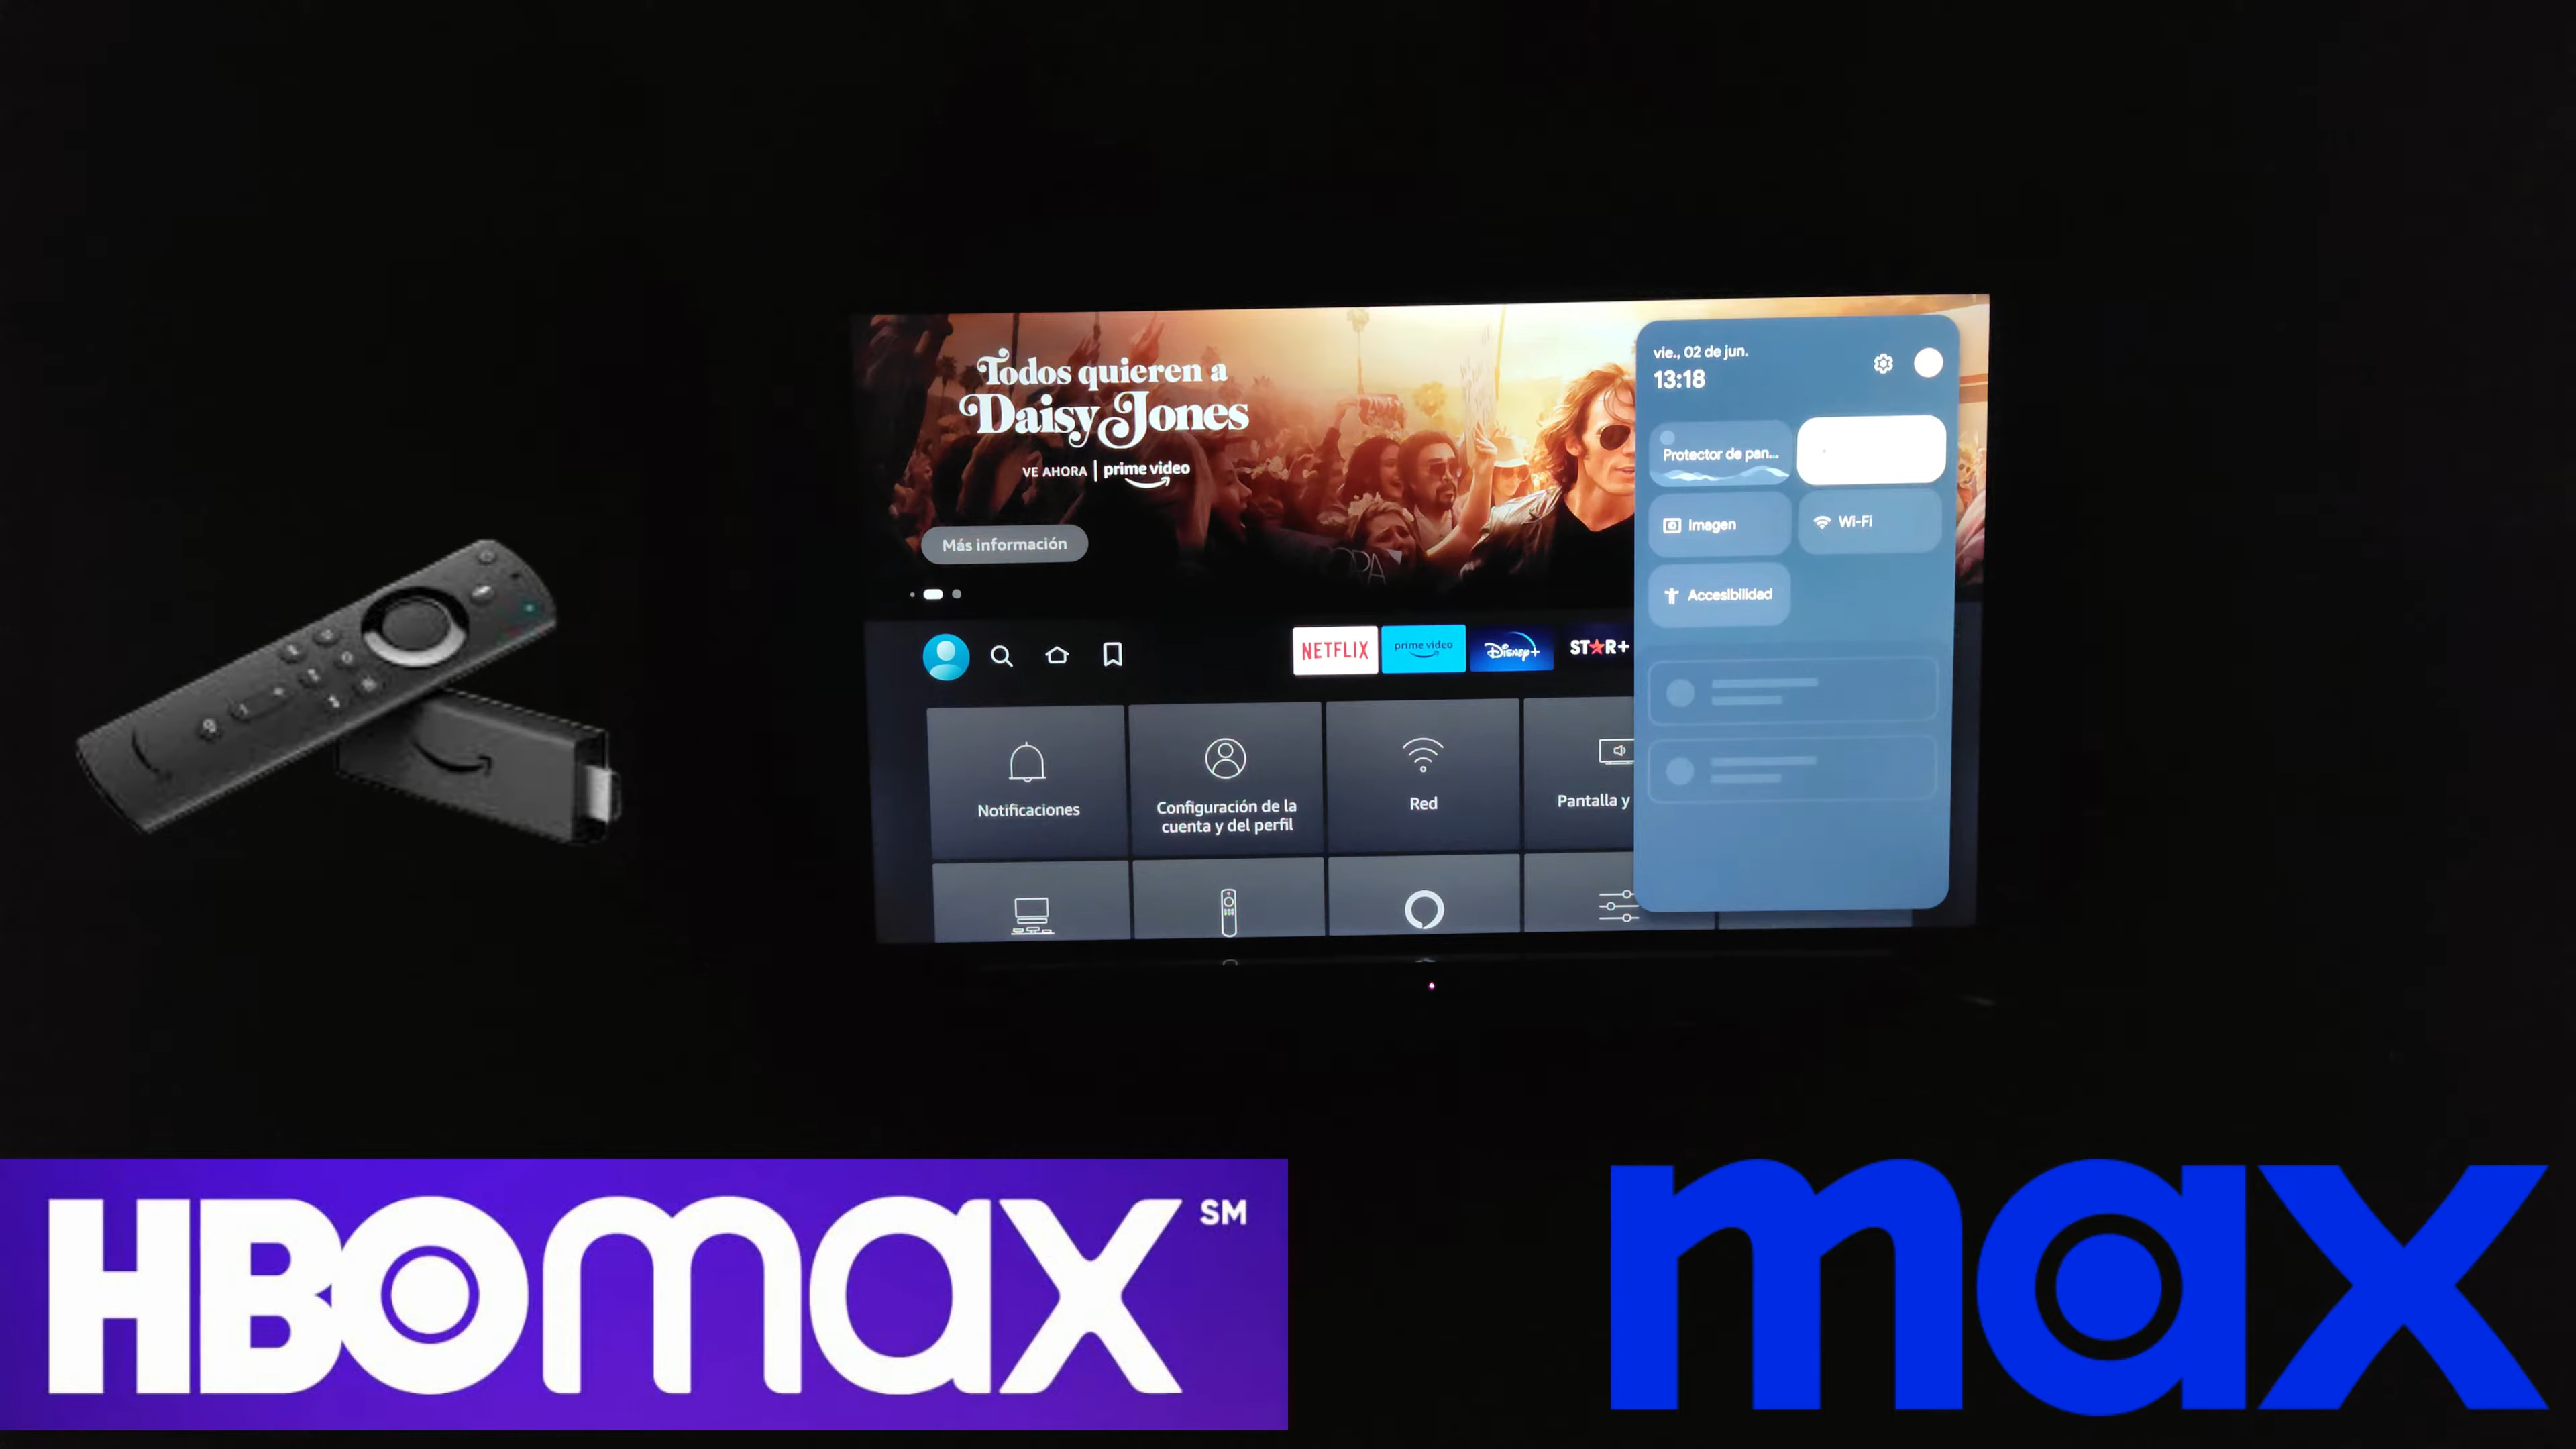 Todos quieren a
Daisy Jones
VE AHORA | prime video
Más información
vie., 02 de jun.
13:18
Protector de pan...
Imagen
Wi-Fi
Accesibilidad
NETFLIX
prime video
Disney+
STAR+
Notificaciones
Configuración de la
cuenta y del perfil
Red
Pantalla y
HBOmax SM
max